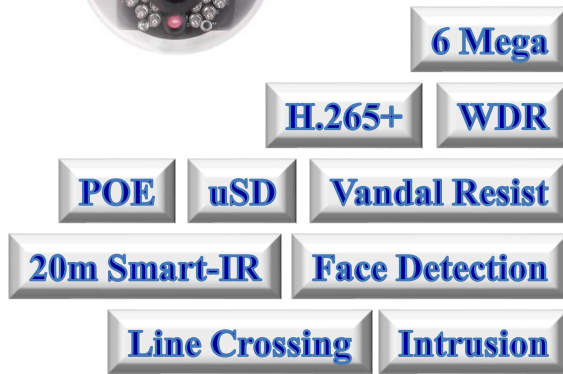 6 Mega
H.265+ WDR
POE uSD Vandal Resist
20m Smart-IR Face Detection
Line Crossing Intrusion